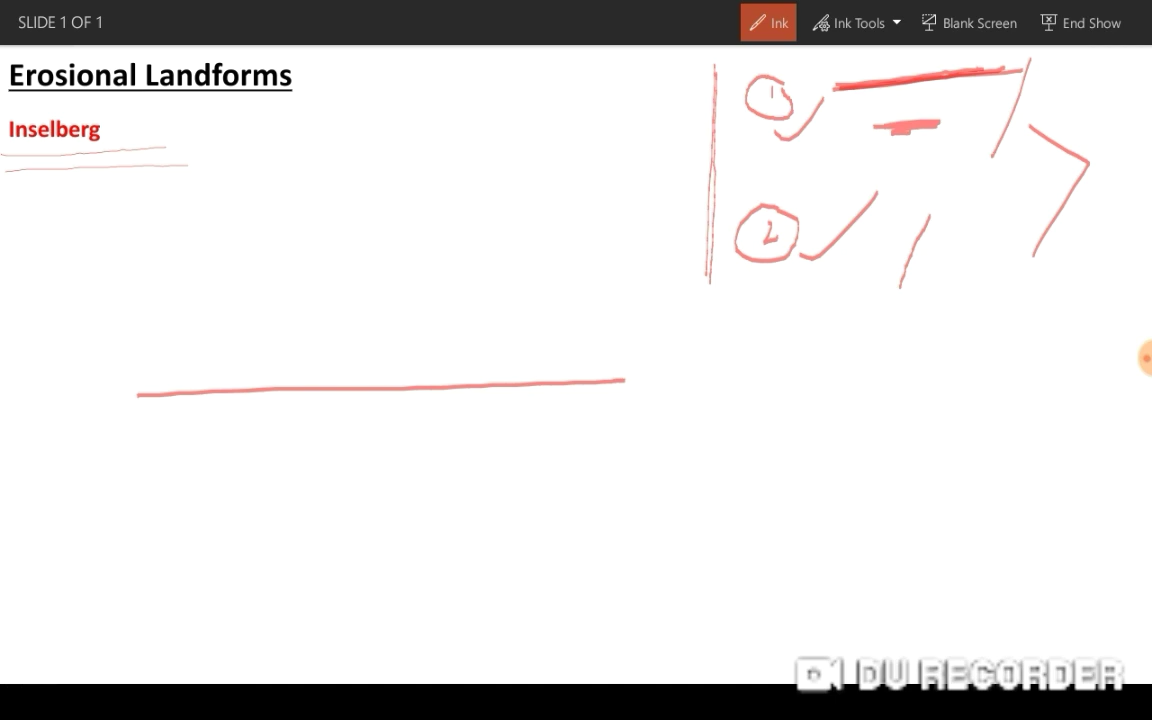 SLIDE 1 OF 1
Ink
Ink Tools
Blank Screen
End Show
Erosional Landforms
Inselberg
1
2
DU RECORDER